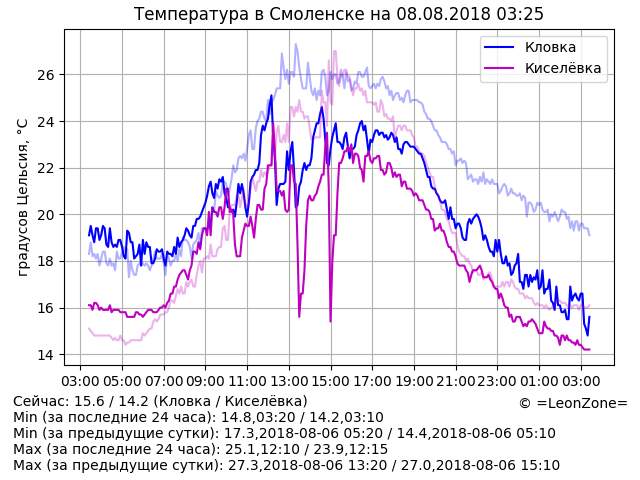 Температура в Смоленске на 08.08.2018 03:25
Кловка
Киселёвка
градусов Цельсия, °C
26
24
22
20
18
16
14
03:00 05:00 07:00 09:00 11:00 13:00 15:00 17:00 19:00 21:00 23:00 01:00 03:00
Сейчас: 15.6 / 14.2 (Кловка / Киселёвка)
© =LeonZone=
Min (за последние 24 часа): 14.8,03:20 / 14.2,03:10
Min (за предыдущие сутки): 17.3,2018-08-06 05:20 / 14.4,2018-08-06 05:10
Max (за последние 24 часа): 25.1,12:10 / 23.9,12:15
Max (за предыдущие сутки): 27.3,2018-08-06 13:20 / 27.0,2018-08-06 15:10